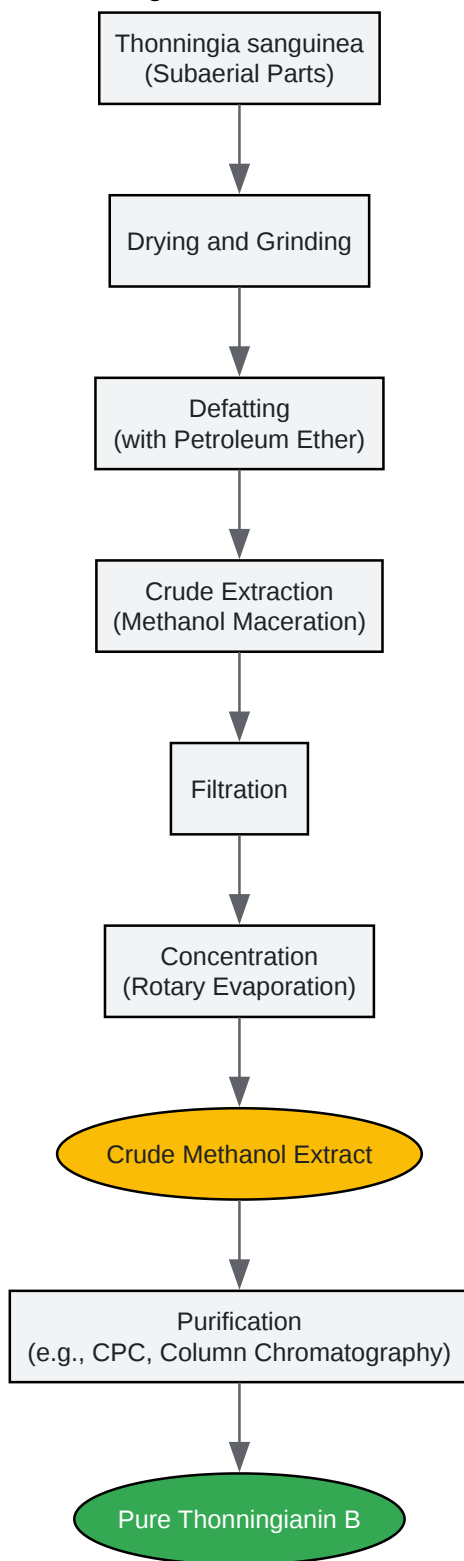 Thonningia sanguinea
(Subaerial Parts)
Drying and Grinding
Defatting
(with Petroleum Ether)
Crude Extraction
(Methanol Maceration)
Filtration
Concentration
(Rotary Evaporation)
Crude Methanol Extract
Purification
(e.g., CPC, Column Chromatography)
Pure Thonningianin B